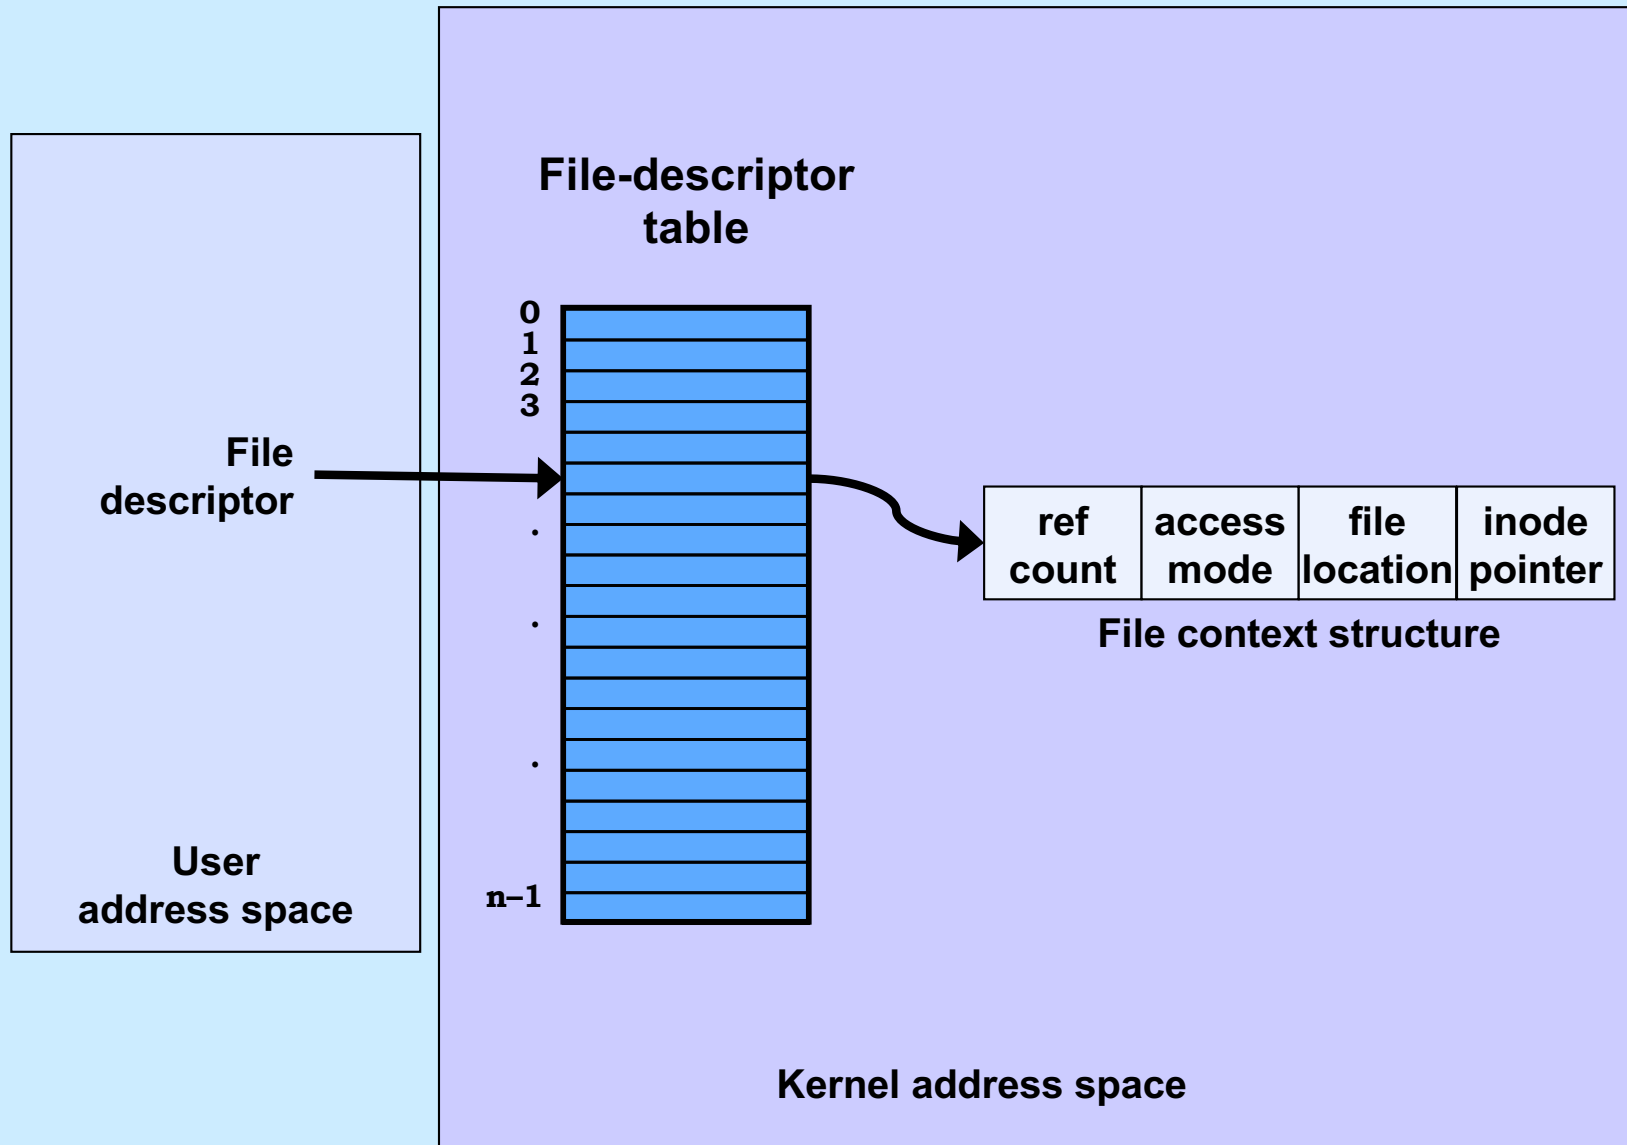 File-descriptor
table
0
1
2
3
.
.
.
n–1
File
descriptor
User
address space
ref
count
access
mode
file
location
inode
pointer
File context structure
Kernel address space